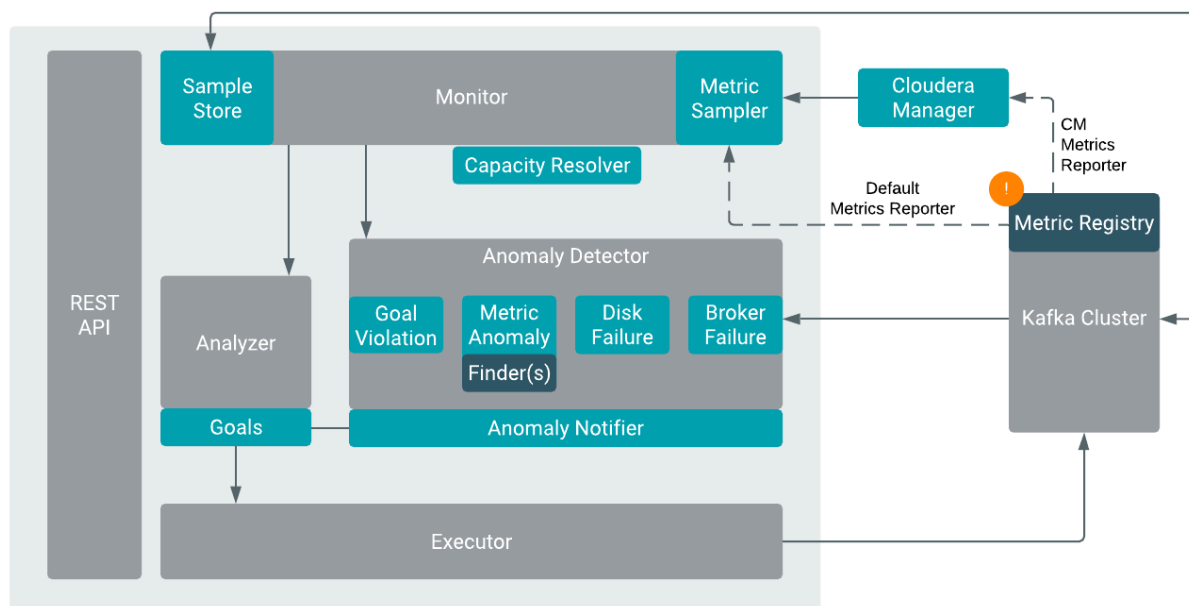 Sample
Store
Monitor
Metric
Sampler
Cloudera
Manager
CM
Metrics
Reporter
Capacity Resolver
Default
Metrics Reporter
!
Metric Registry
REST
API
Analyzer
Anomaly Detector
Goal
Violation
Metric
Anomaly
Finder(s)
Disk
Failure
Broker
Failure
Kafka Cluster
Goals
Anomaly Notifier
Executor